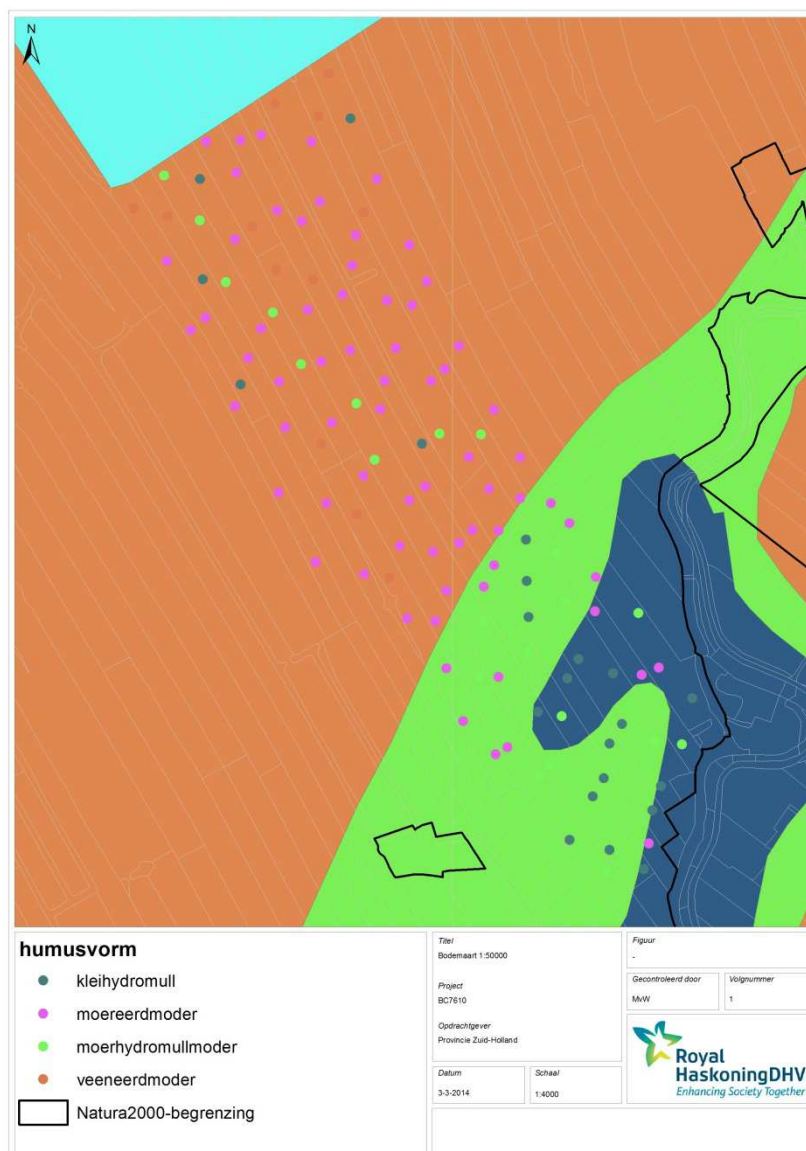 N
humusvorm
kleihydromull
moereerdmoder
moerhydromullmoder
veeneerdmoder
Natura2000-begrenzing
Titel
Bodemaart 1:50000
Project
BC7610
Opdrachtgever
Provincie Zuid-Holland
Datum
3-3-2014
Schaal
1:4000
Figuur
-
Gecontroleerd door
MvW
Volgnummer
1
Royal
HaskoningDHV
Enhancing Society Together